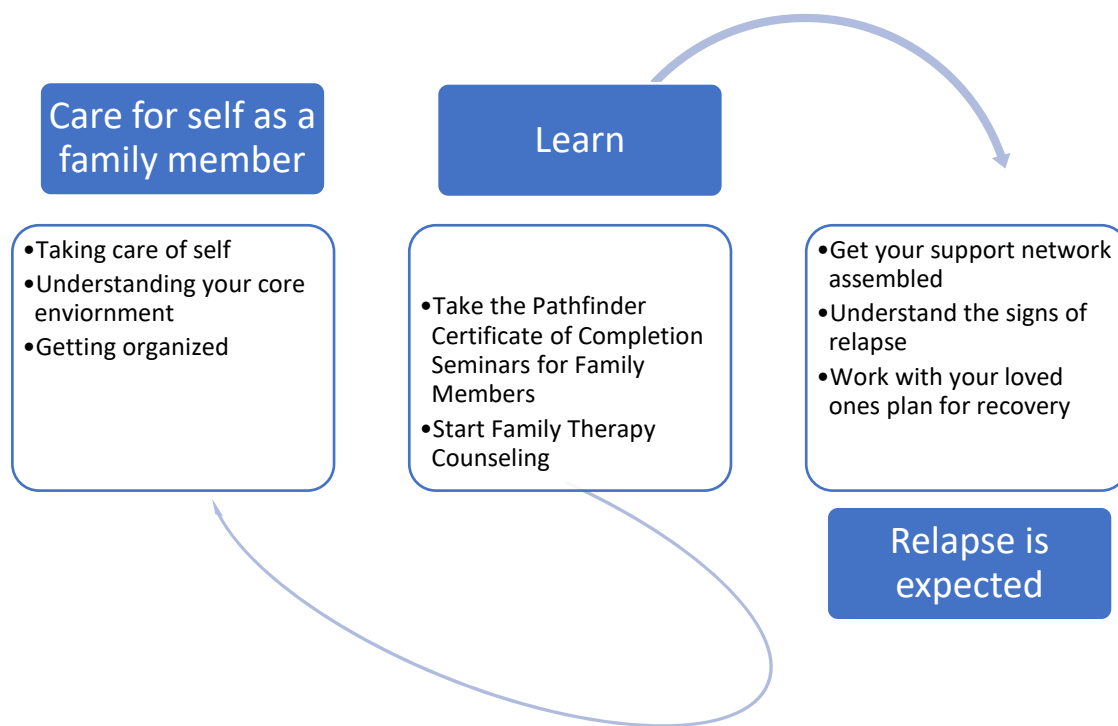 Care for self as a
family member
•Taking care of self
•Understanding your core
enviornment
•Getting organized
Learn
•Take the Pathfinder
Certificate of Completion
Seminars for Family
Members
•Start Family Therapy
Counseling
•Get your support network
assembled
•Understand the signs of
relapse
•Work with your loved
ones plan for recovery
Relapse is
expected